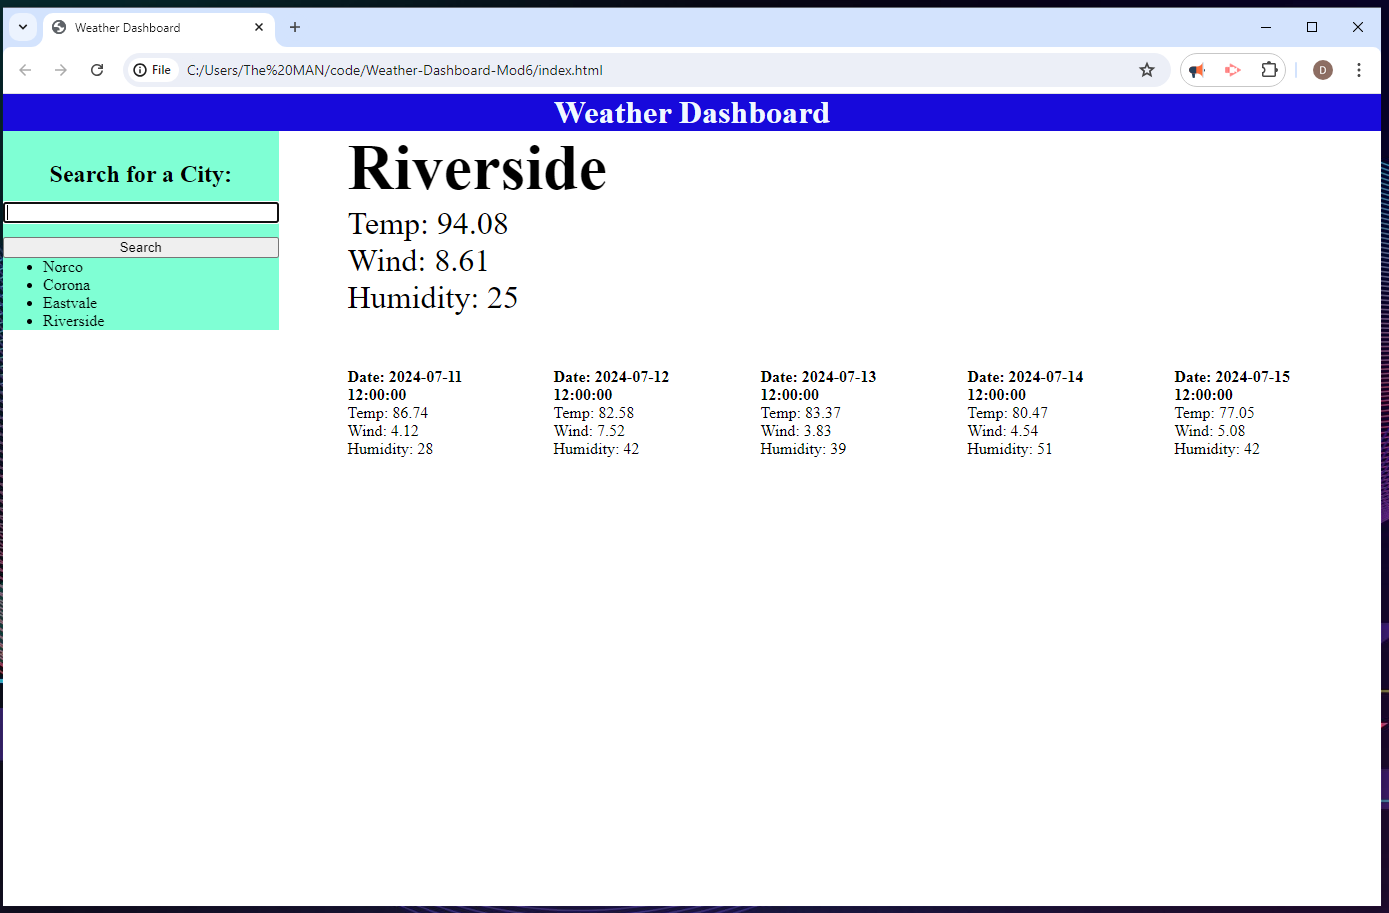 Weather Dashboard
File
C:/Users/The%20MAN/code/Weather-Dashboard-Mod6/index.html
D
Weather Dashboard
Search for a City:
Search
Norco
Corona
Eastvale
Riverside
Riverside
Temp: 94.08
Wind: 8.61
Humidity: 25
Date: 2024-07-11
12:00:00
Temp: 86.74
Wind: 4.12
Humidity: 28
Date: 2024-07-12
12:00:00
Temp: 82.58
Wind: 7.52
Humidity: 42
Date: 2024-07-13
12:00:00
Temp: 83.37
Wind: 3.83
Humidity: 39
Date: 2024-07-14
12:00:00
Temp: 80.47
Wind: 4.54
Humidity: 51
Date: 2024-07-15
12:00:00
Temp: 77.05
Wind: 5.08
Humidity: 42